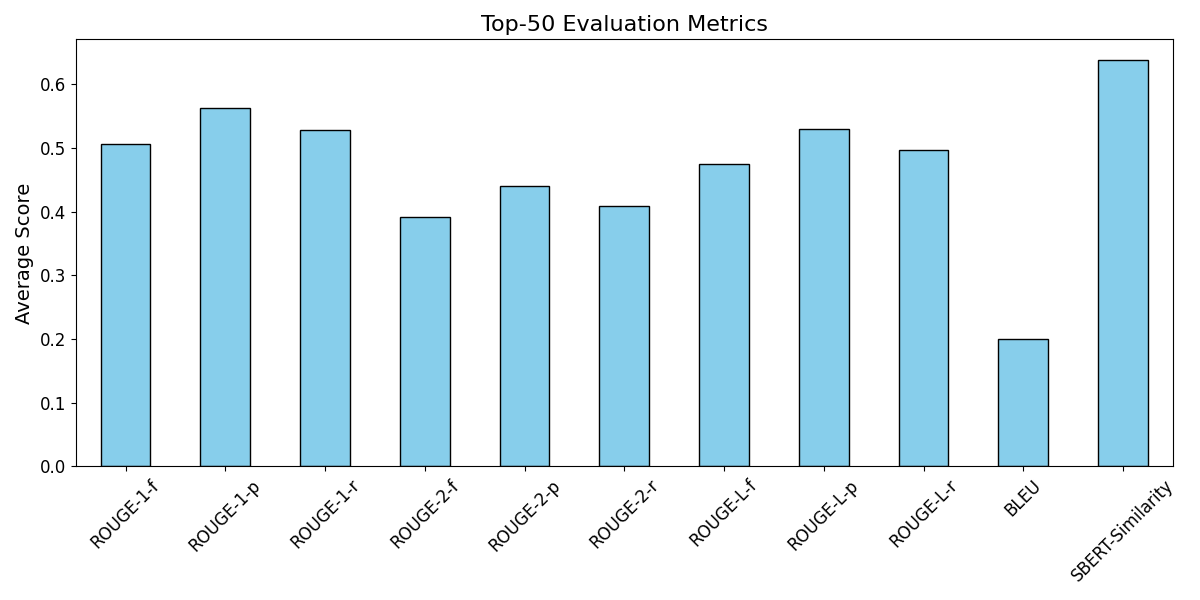 Top-50 Evaluation Metrics
Average Score
0.6
0.5
0.4
0.3
0.2
0.1
0.0
ROUGE-1-f
ROUGE-1-p
ROUGE-1-r
ROUGE-2-f
ROUGE-2-p
ROUGE-2-r
ROUGE-L-f
ROUGE-L-p
ROUGE-L-r
BLEU
SBERT-Similarity